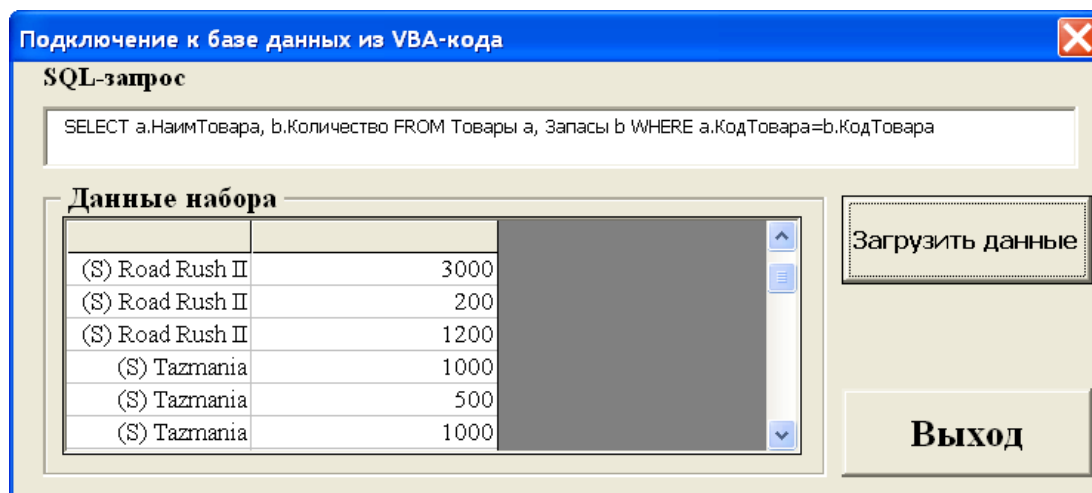 Подключение к базе данных из VBA-кода
SQL-запрос
SELECT a.НаимТовара, b.Количество FROM Товары a, Запасы b WHERE a.КодТовара=b.КодТовара
Данные набора
Загрузить данные
(S) Road Rush II 3000
(S) Road Rush II 200
(S) Road Rush II 1200
(S) Tazmania 1000
(S) Tazmania 500
(S) Tazmania 1000
Выход